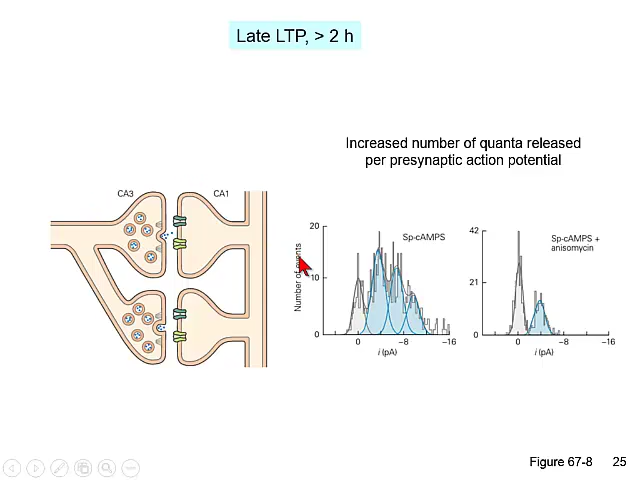 Late LTP, > 2 h
Increased number of quanta released
per presynaptic action potential
CA3
CA1
20
10
0
Number of events
Sp-cAMPS
0
−8
−16
i (pA)
42
21
0
Sp-cAMPS +
anisomycin
0
−8
−16
i (pA)
Figure 67-8
25